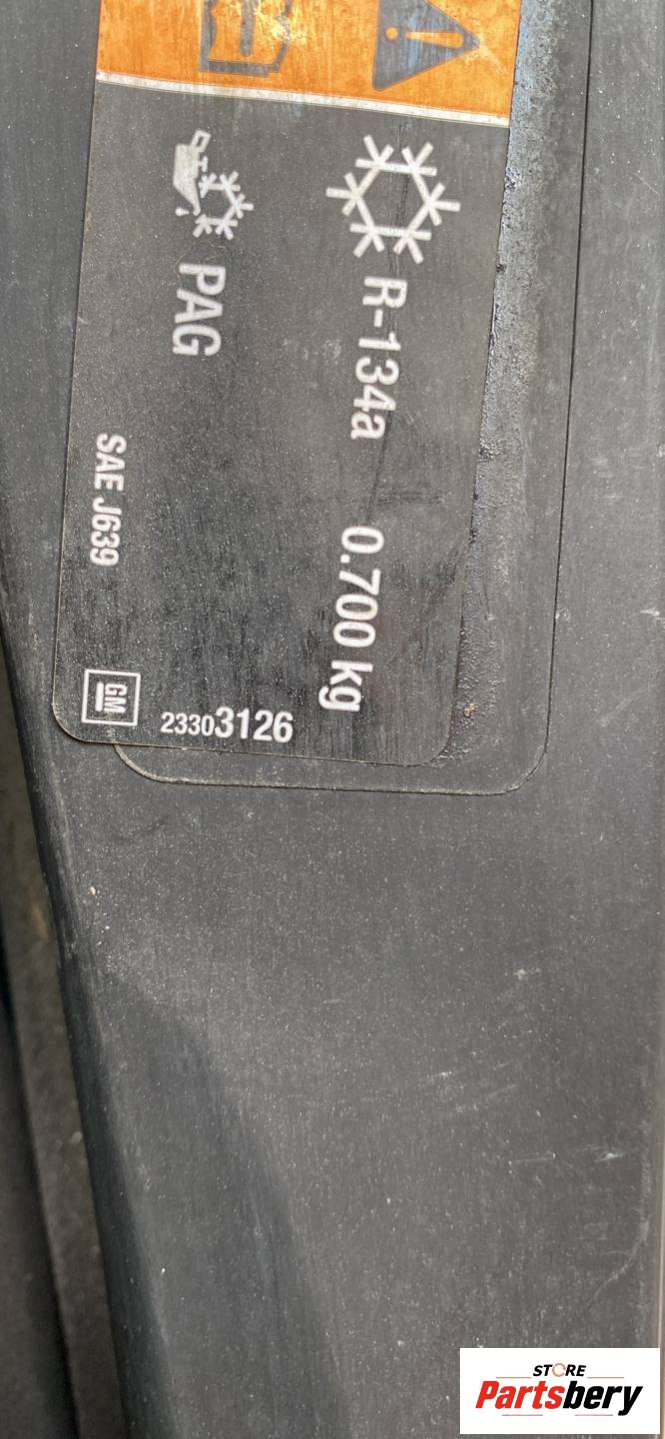 R-134a 0.700 kg
PAG
SAE J639
GM 23303126
STORE
Partsbery